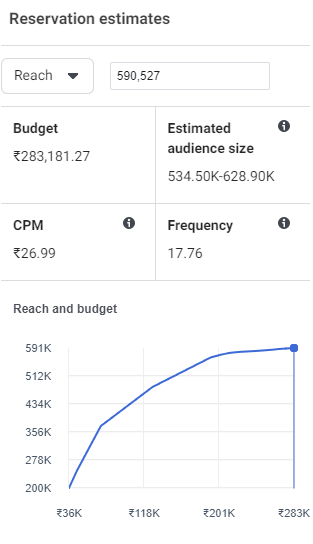 Reservation estimates
Reach
590,527
Budget
₹283,181.27
Estimated
audience size
534.50K-628.90K
CPM
₹26.99
Frequency
17.76
Reach and budget
591K
512K
434K
356K
278K
200K
₹36K ₹118K ₹201K ₹283K